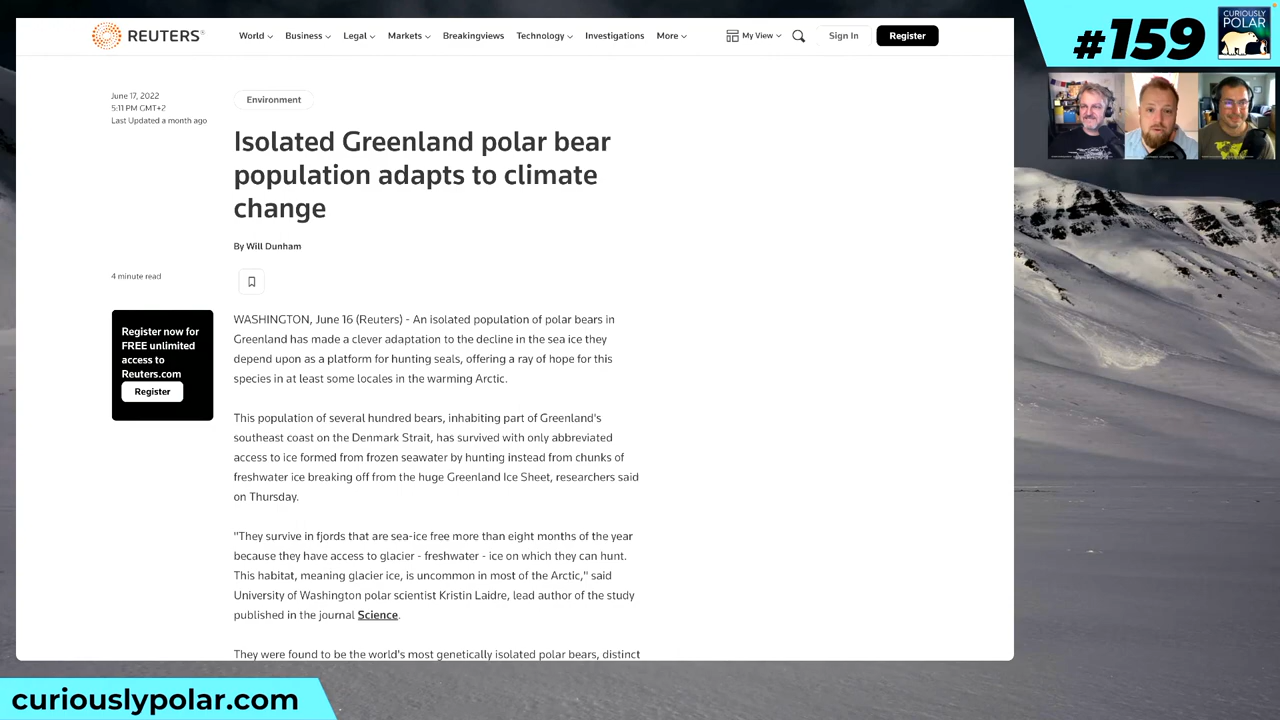 REUTERS
World
Business
Legal
Markets
Breakingviews
Technology
Investigations
More
My View
Sign In
Register
#159
CURIOUSLY
POLAR
June 17, 2022
5:11 PM GMT+2
Last Updated a month ago
Environment
Isolated Greenland polar bear
population adapts to climate
change
By Will Dunham
4 minute read
Register now for
FREE unlimited
access to
Reuters.com
Register
WASHINGTON, June 16 (Reuters) - An isolated population of polar bears in
Greenland has made a clever adaptation to the decline in the sea ice they
depend upon as a platform for hunting seals, offering a ray of hope for this
species in at least some locales in the warming Arctic.
This population of several hundred bears, inhabiting part of Greenland's
southeast coast on the Denmark Strait, has survived with only abbreviated
access to ice formed from frozen seawater by hunting instead from chunks of
freshwater ice breaking off from the huge Greenland Ice Sheet, researchers said
on Thursday.
"They survive in fjords that are sea-ice free more than eight months of the year
because they have access to glacier - freshwater - ice on which they can hunt.
This habitat, meaning glacier ice, is uncommon in most of the Arctic," said
University of Washington polar scientist Kristin Laidre, lead author of the study
published in the journal Science.
They were found to be the world's most genetically isolated polar bears, distinct
curiouslypolar.com